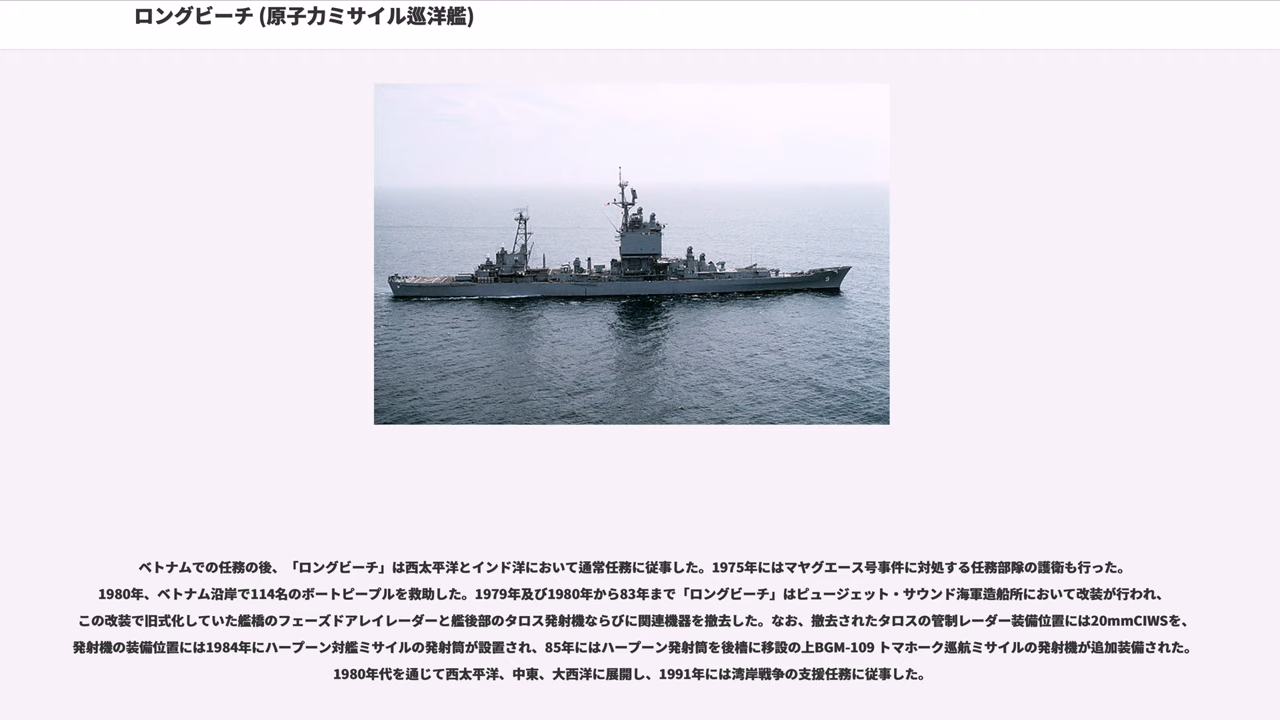 ロングビーチ (原子力ミサイル巡洋艦)
ベトナムでの任務の後、「ロングビーチ」は西太平洋とインド洋において通常任務に従事した。1975年にはマヤグエース号事件に対処する任務部隊の護衛も行った。
1980年、ベトナム沿岸で114名のボートピープルを救助した。1979年及び1980年から83年まで「ロングビーチ」はピュージェット・サウンド海軍造船所において改装が行われ、
この改装で旧式化していた艦橋のフェーズドアレイレーダーと艦後部のタロス発射機ならびに関連機器を撤去した。なお、撤去されたタロスの管制レーダー装備位置には20mmCIWSを、
発射機の装備位置には1984年にハープーン対艦ミサイルの発射筒が設置され、85年にはハープーン発射筒を後檣に移設の上BGM-109 トマホーク巡航ミサイルの発射機が追加装備された。
1980年代を通じて西太平洋、中東、大西洋に展開し、1991年には湾岸戦争の支援任務に従事した。